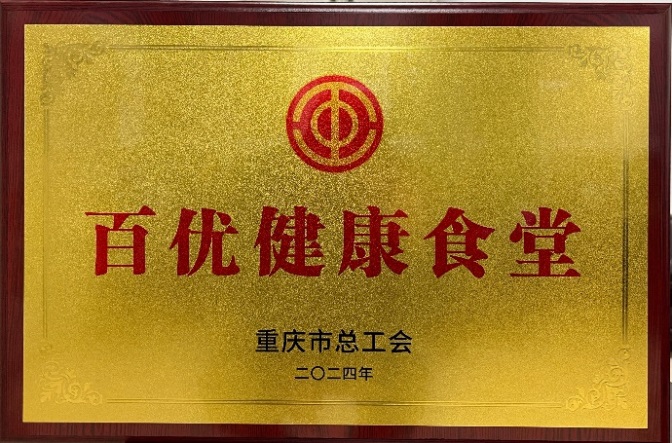 百优健康食堂
重庆市总工会
二〇二四年